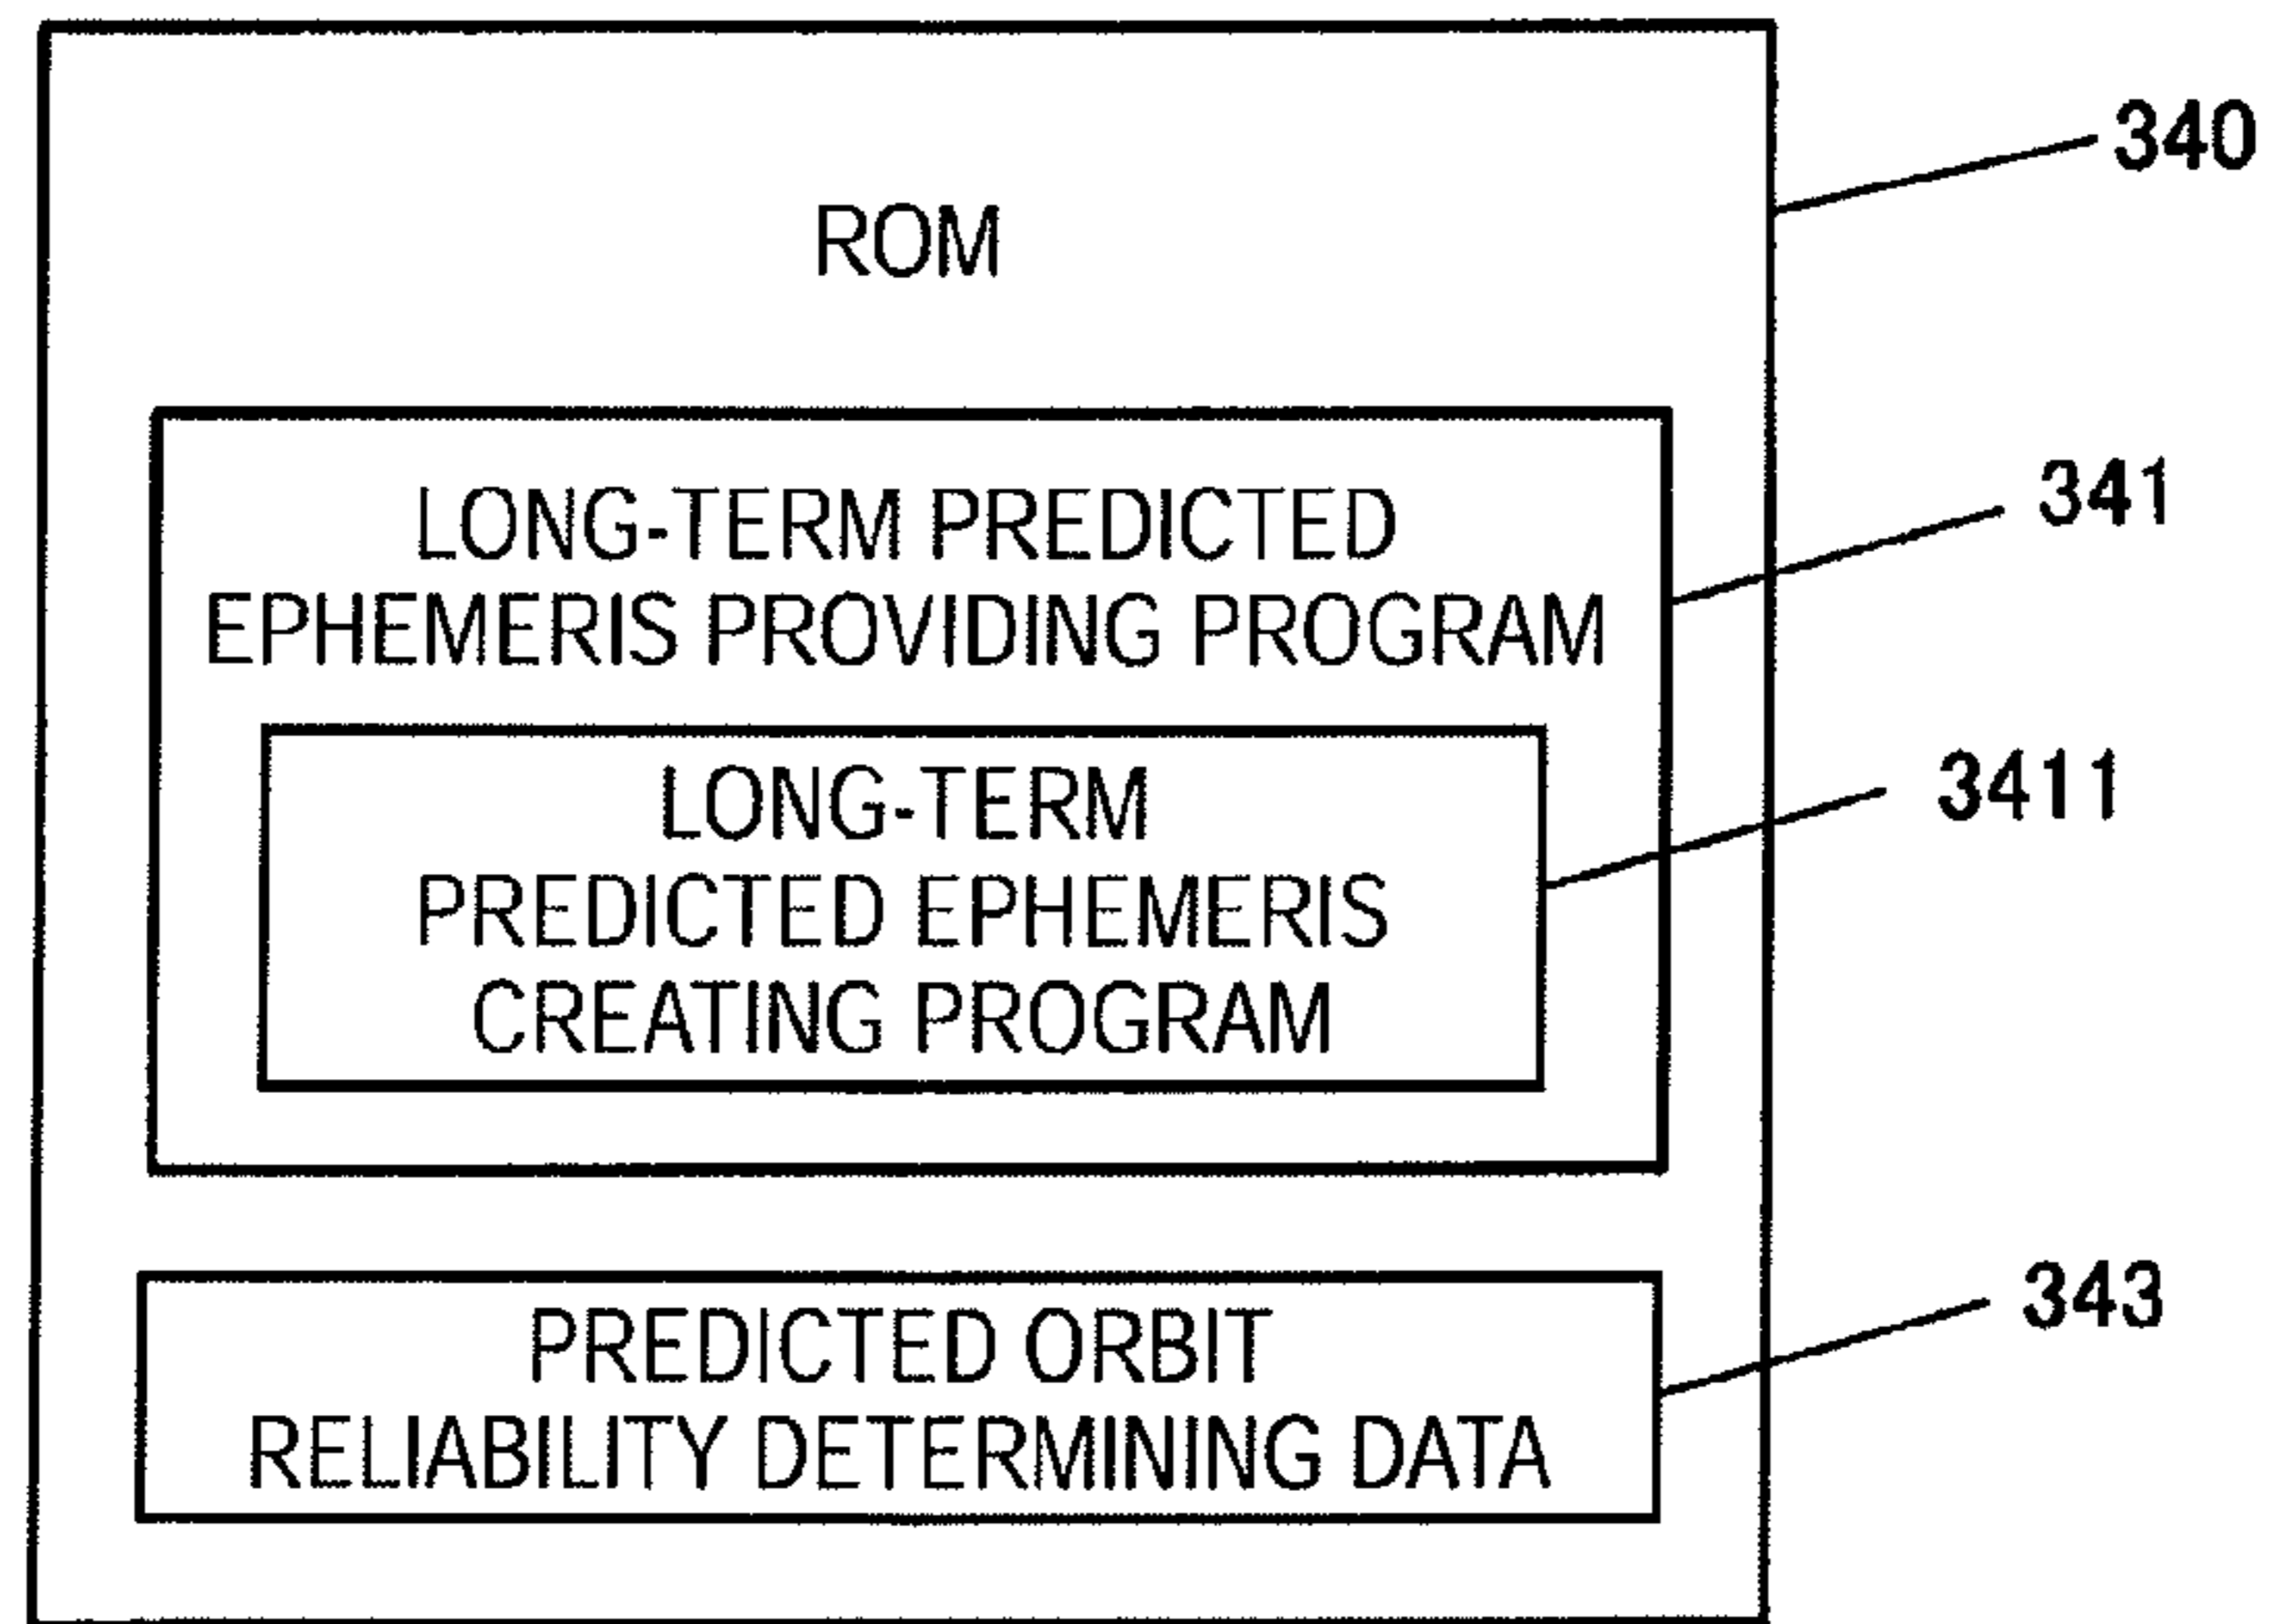 340
ROM
341
LONG-TERM PREDICTED
EPHEMERIS PROVIDING PROGRAM
3411
LONG-TERM
PREDICTED EPHEMERIS
CREATING PROGRAM
343
PREDICTED ORBIT
RELIABILITY DETERMINING DATA